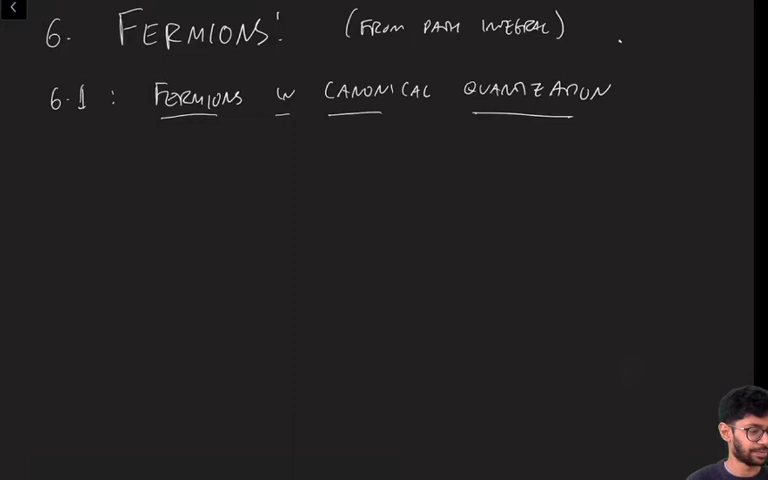 6. FERMIONS: (FROM PATH INTEGRAL)
6.1 : FERMIONS IN CANONICAL QUANTIZATION